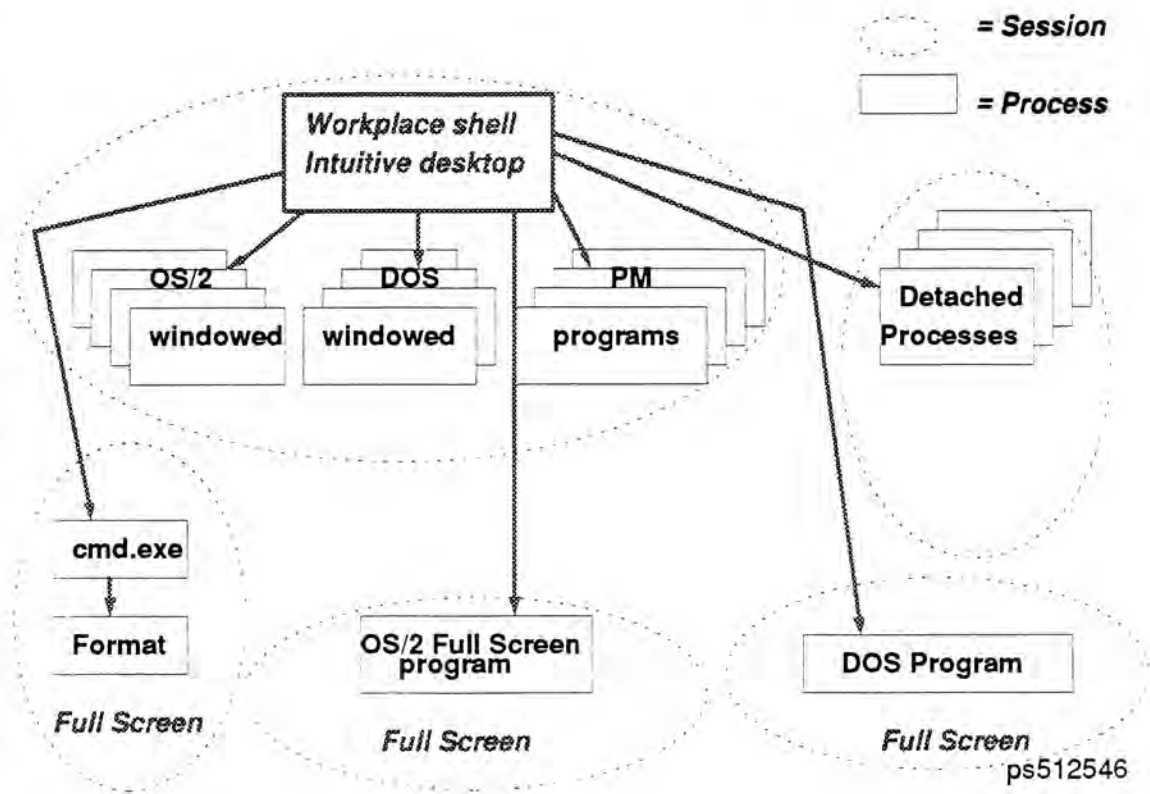 = Session
= Process
Workplace shell
Intuitive desktop
OS/2
windowed
DOS
windowed
PM
programs
Detached
Processes
cmd.exe
Format
Full Screen
OS/2 Full Screen
program
Full Screen
DOS Program
Full Screen
ps512546